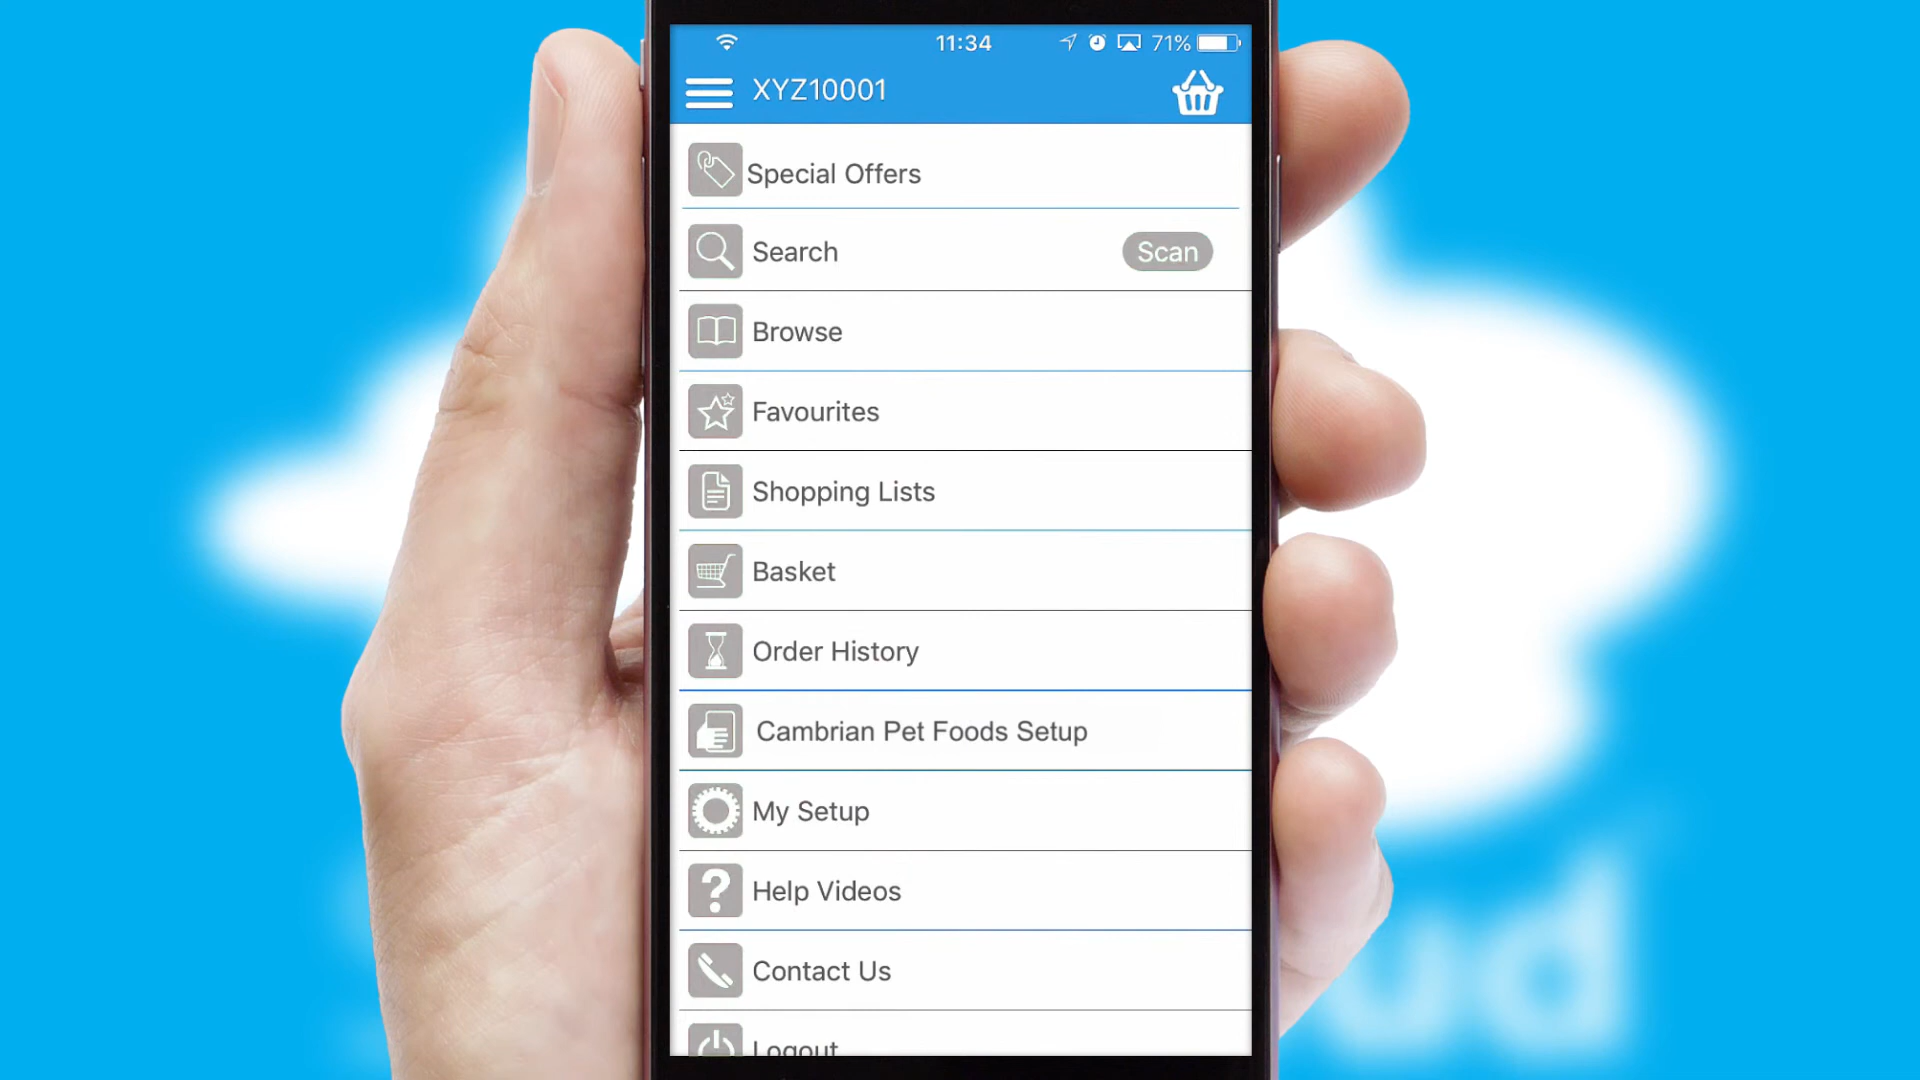 11:34
71%
XYZ10001
Special Offers
Search
Scan
Browse
Favourites
Shopping Lists
Basket
Order History
Cambrian Pet Foods Setup
My Setup
Help Videos
Contact Us
Logout